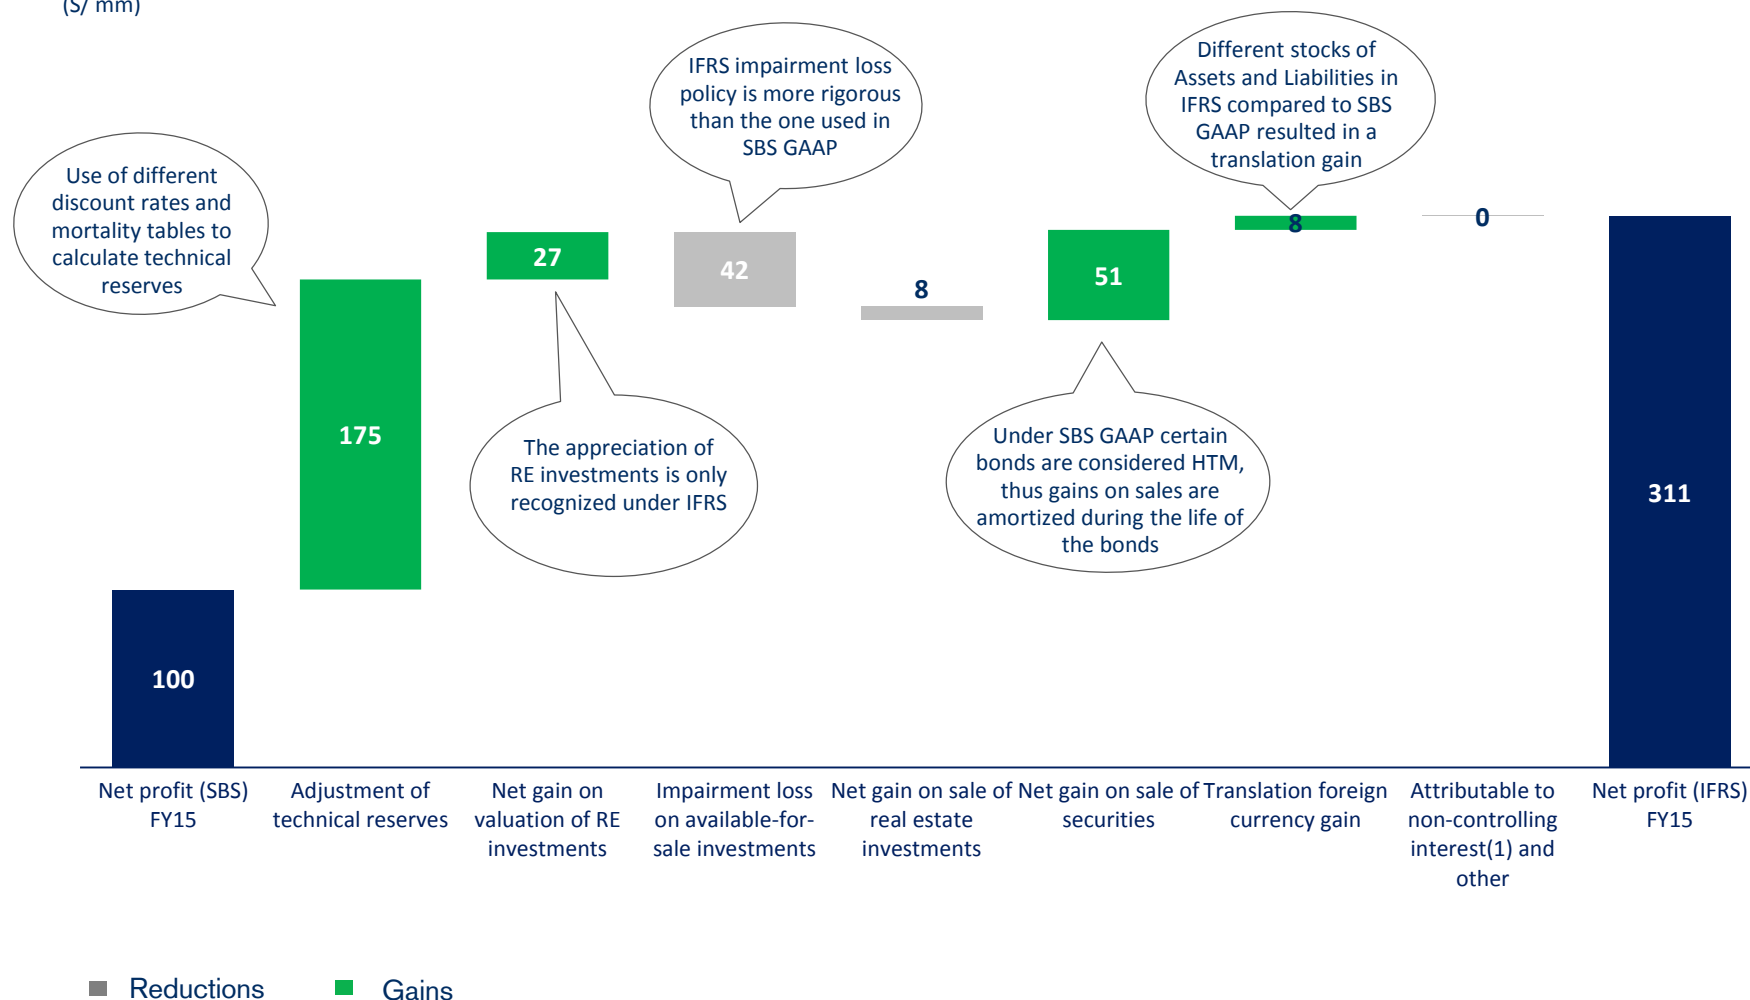 (S/ mm)
Use of different
discount rates and
mortality tables to
calculate technical
reserves
IFRS impairment loss
policy is more rigorous
than the one used in
SBS GAAP
Different stocks of
Assets and Liabilities in
IFRS compared to SBS
GAAP resulted in a
translation gain
The appreciation of
RE investments is only
recognized under IFRS
Under SBS GAAP certain
bonds are considered HTM,
thus gains on sales are
amortized during the life of
the bonds
100
175
27
42
8
51
8
0
311
Net profit (SBS)
FY15
Adjustment of
technical reserves
Net gain on
valuation of RE
investments
Impairment loss
on available-for-
sale investments
Net gain on sale of
real estate
investments
Net gain on sale of
securities
Translation foreign
currency gain
Attributable to
non-controlling
interest(1) and
other
Net profit (IFRS)
FY15
Reductions
Gains